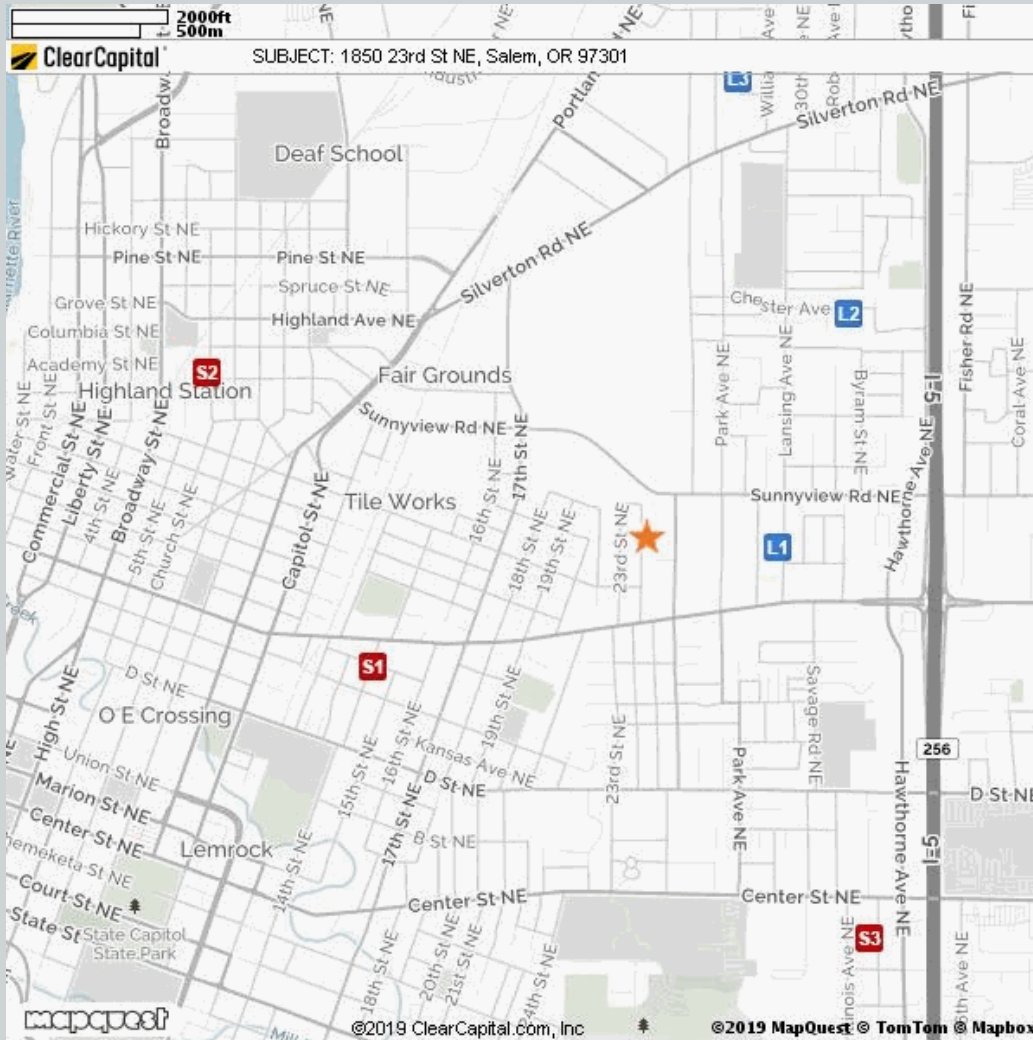 2000ft
500m
ClearCapital
SUBJECT: 1850 23rd St NE, Salem, OR 97301
NE
NE
Ave
L3
Silverton Rd NE
Broadw
Portlan
Deaf School
Hickory St NE
Pine St NE
Pine St NE
Spruce St NE
Silverton Rd NE
Grove St NE
Highland Ave NE
Columbia St NE
Chester Ave
L2
Academy St NE
S2
Highland Station
Fair Grounds
Park Ave NE
Lansing Ave NE
Byram St NE
I-5
Fisher Rd NE
Coral Ave NE
Water St NE
Front St NE
Commercial St NE
Liberty St NE
4th St NE
Broadway St NE
5th St NE
Church St NE
Sunnyview Rd NE
17th St NE
16th St NE
Capitol St NE
Tile Works
Sunnyview Rd NE
Hawthorne Ave NE
18th St NE
19th St NE
23rd St NE
L1
S1
D St NE
High St NE
O E Crossing
Union St NE
Marion St NE
Center St NE
Court St NE
State St
State Capitol
State Park
Lemrock
14th St NE
15th St NE
16th St NE
17th St NE
19th St NE
Kansas Ave NE
D St NE
B St NE
23rd St NE
Park Ave NE
Savage Rd NE
256
D St NE
Hawthorne Ave NE
I-5
Center St NE
Center St NE
S3
18th St NE
20th St NE
21st St NE
24th St NE
mapquest
©2019 ClearCapital.com, Inc
©2019 MapQuest © TomTom © Mapbox